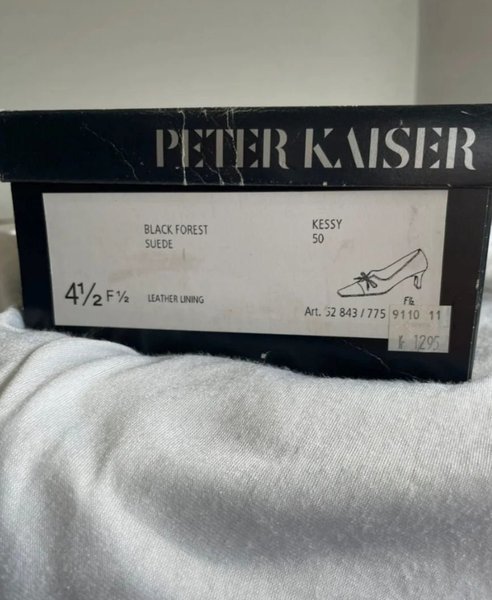 PETER KAISER
BLACK FOREST
SUEDE
KESSY
50
4½ F½
LEATHER LINING
F½
Art. 52 843 / 775
9110 11
Kr 1295